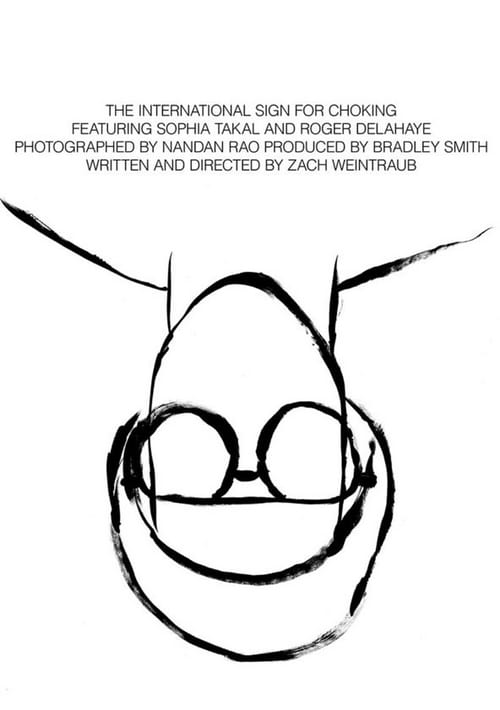 THE INTERNATIONAL SIGN FOR CHOKING
FEATURING SOPHIA TAKAL AND ROGER DELAHAYE
PHOTOGRAPHED BY NANDAN RAO PRODUCED BY BRADLEY SMITH
WRITTEN AND DIRECTED BY ZACH WEINTRAUB